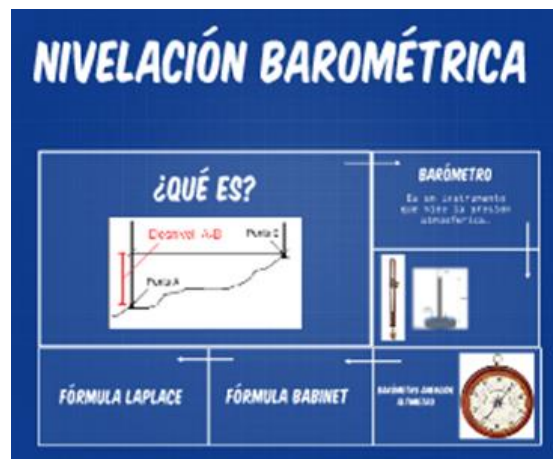 NIVELACIÓN BAROMÉTRICA
¿QUÉ ES?
Desnivel A-B
Punto A
BARÓMETRO
Es un instrumento
que mide la presión
atmosférica…
FÓRMULA LAPLACE
FÓRMULA BABINET
ALTÍMETRO